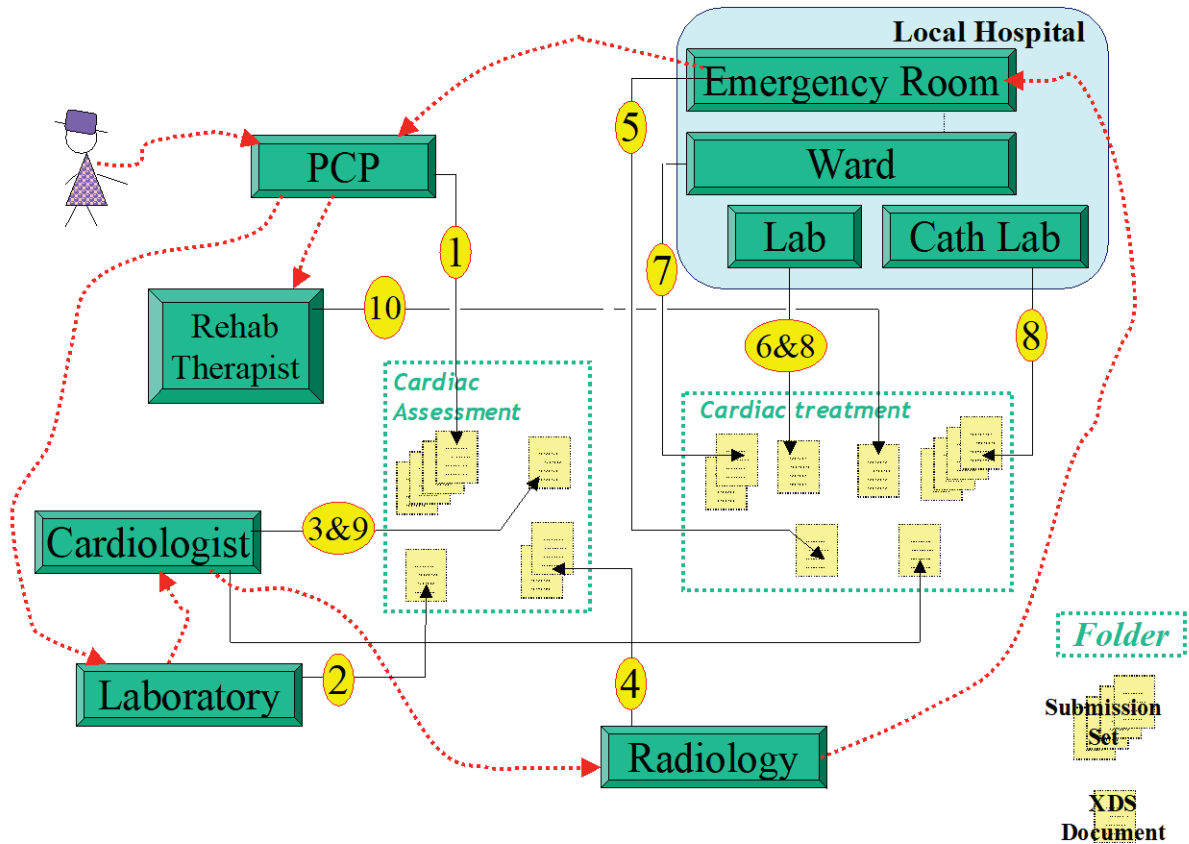 Local Hospital
Emergency Room
5
PCP
Ward
1
Lab
Cath Lab
7
10
Rehab
Therapist
6&8
8
Cardiac
Assessment
Cardiac treatment
3&9
Cardiologist
Folder
Laboratory
2
4
Submission
Set
Radiology
XDS
Document